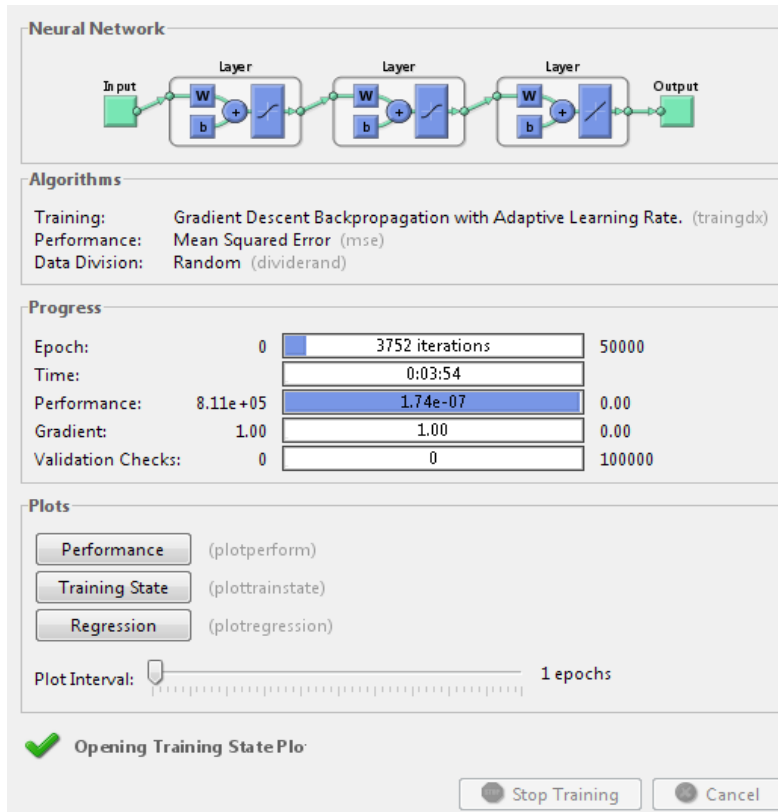 Neural Network
Layer Layer Layer
Input Output
W W W
+ + +
b b b
Algorithms
Training: Gradient Descent Backpropagation with Adaptive Learning Rate. (traingdx)
Performance: Mean Squared Error (mse)
Data Division: Random (dividerand)
Progress
Epoch: 0 3752 iterations 50000
Time: 0:03:54
Performance: 8.11e+05 1.74e-07 0.00
Gradient: 1.00 1.00 0.00
Validation Checks: 0 0 100000
Plots
Performance (plotperform)
Training State (plottrainstate)
Regression (plotregression)
Plot Interval: 1 epochs
Opening Training State Plo
Stop Training Cancel